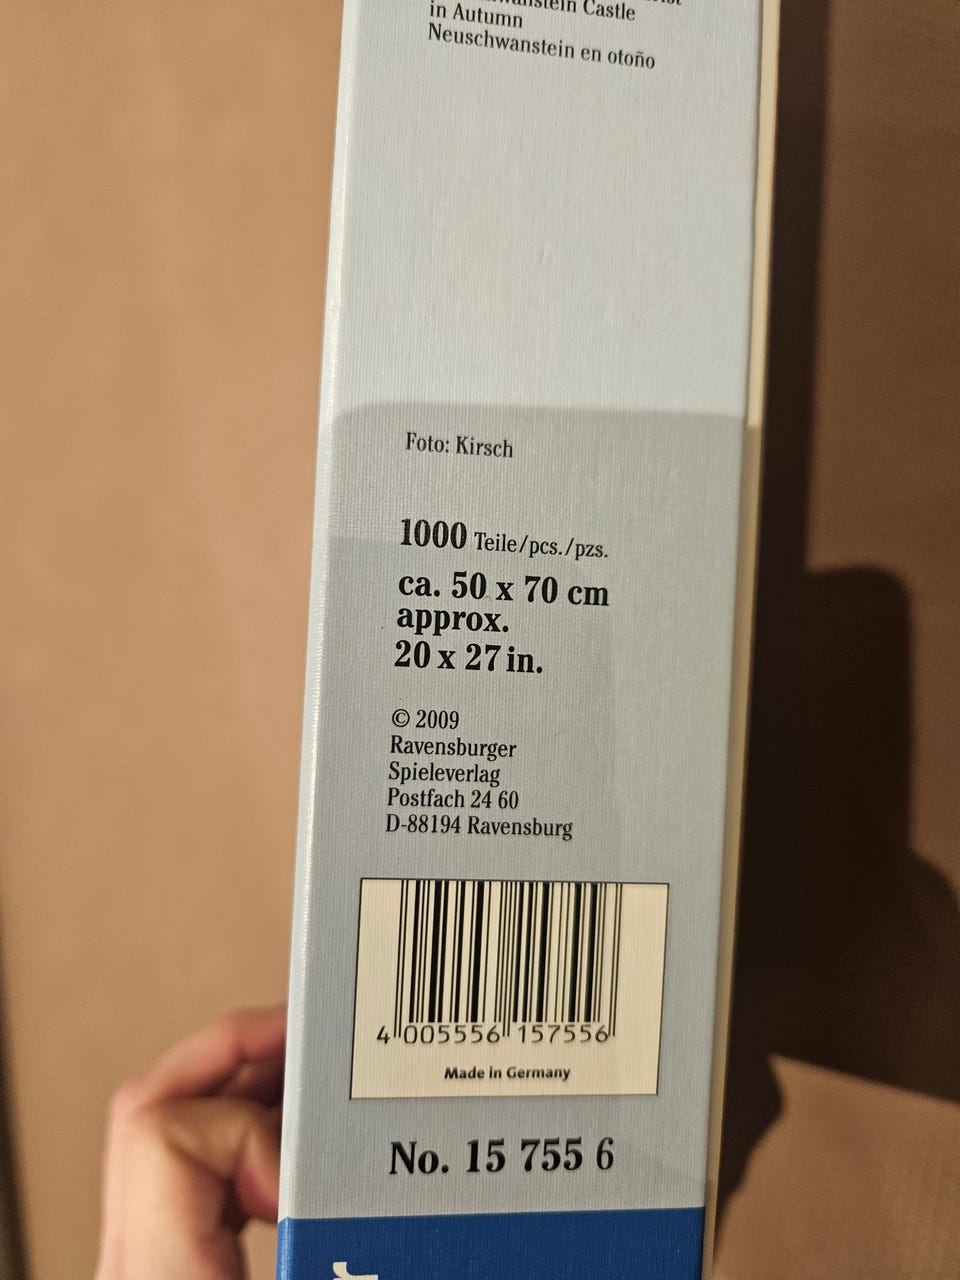 Castle
in Autumn
Neuschwanstein en otoño
Foto: Kirsch
1000 Teile/pcs./pzs.
ca. 50 x 70 cm
approx.
20 x 27 in.
© 2009
Ravensburger
Spieleverlag
Postfach 24 60
D-88194 Ravensburg
4 005556 157556
Made in Germany
No. 15 755 6